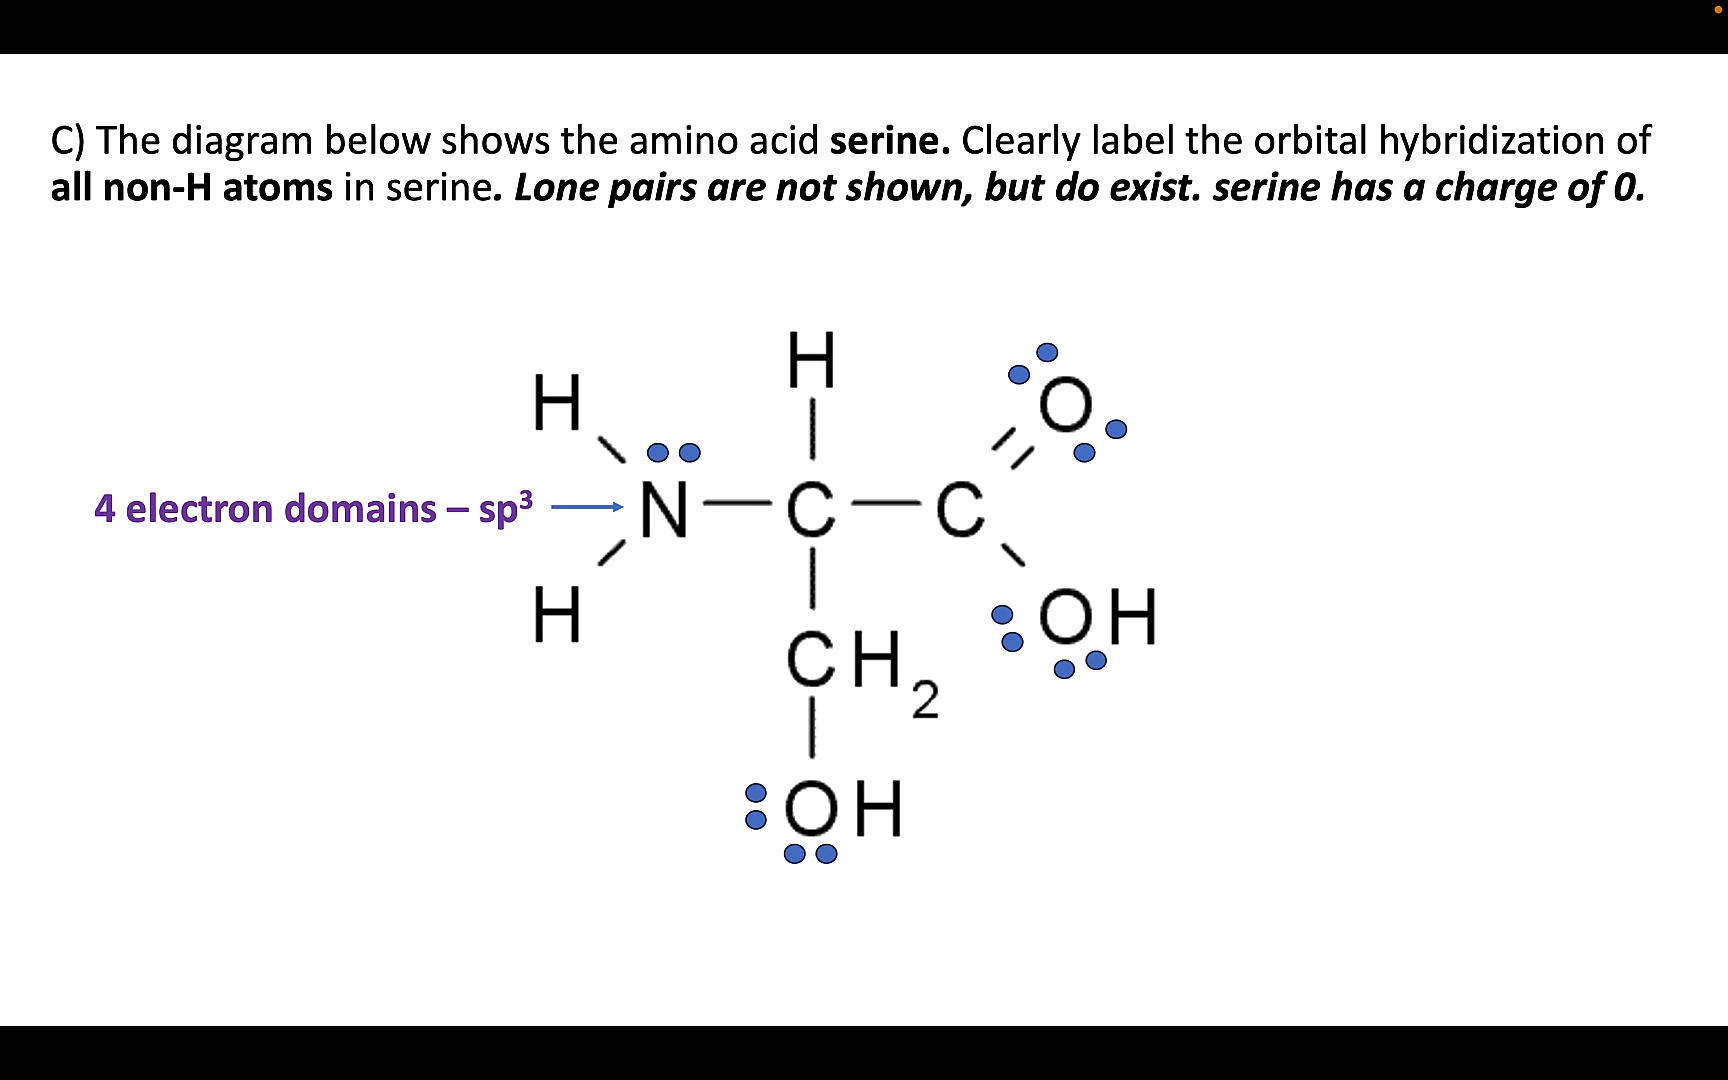 C) The diagram below shows the amino acid serine. Clearly label the orbital hybridization of
all non-H atoms in serine. Lone pairs are not shown, but do exist. serine has a charge of 0.
H
H
O
4 electron domains – sp³
N — C — C
H
OH
CH₂
OH